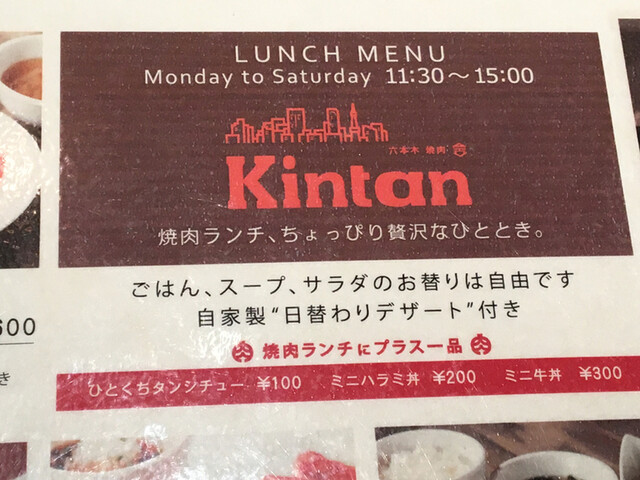 LUNCH MENU
Monday to Saturday 11:30～15:00
六本木 焼肉
Kintan
焼肉ランチ、ちょっぴり贅沢なひととき。
ごはん、スープ、サラダのお替りは自由です
自家製“日替わりデザート”付き
焼肉ランチにプラス一品
ひとくちタンシチュー ¥100 ミニハラミ丼 ¥200 ミニ牛丼 ¥300
600
き